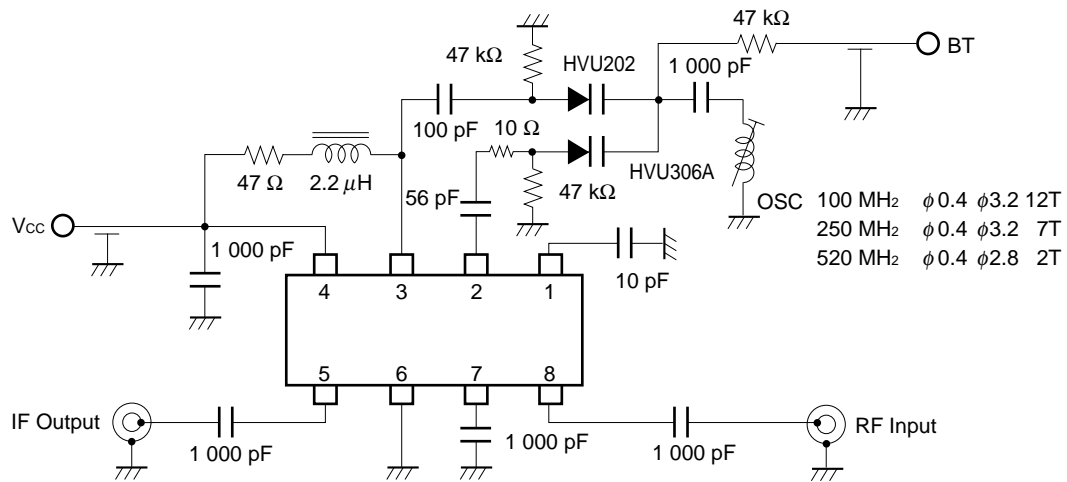 47 kΩ
BT
47 kΩ
HVU202
1 000 pF
100 pF
10 Ω
47 Ω
2.2 μH
56 pF
47 kΩ
HVU306A
OSC 100 MH₂ ϕ0.4 ϕ3.2 12T
250 MH₂ ϕ0.4 ϕ3.2 7T
520 MH₂ ϕ0.4 ϕ2.8 2T
Vcc
1 000 pF
10 pF
4 3 2 1
5 6 7 8
IF Output
1 000 pF
1 000 pF
1 000 pF
RF Input